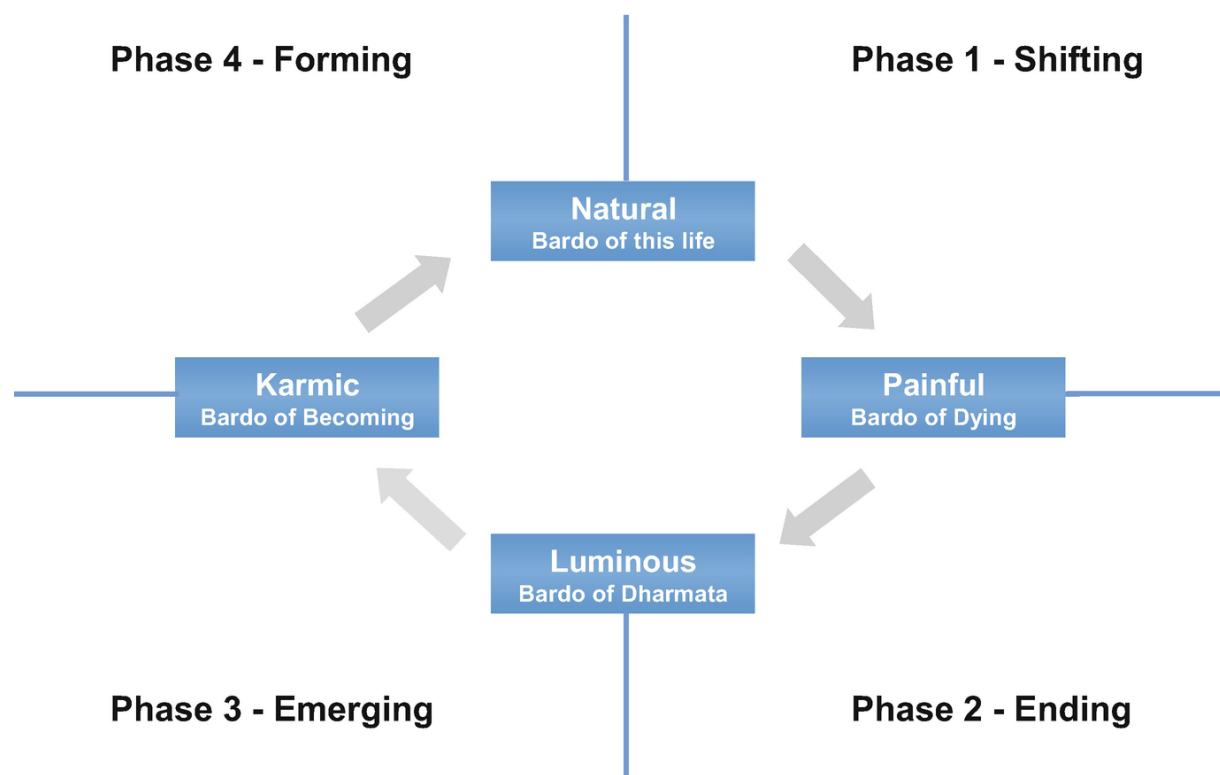 Phase 4 - Forming
Phase 1 - Shifting
Natural
Bardo of this life
Karmic
Bardo of Becoming
Painful
Bardo of Dying
Luminous
Bardo of Dharmata
Phase 3 - Emerging
Phase 2 - Ending